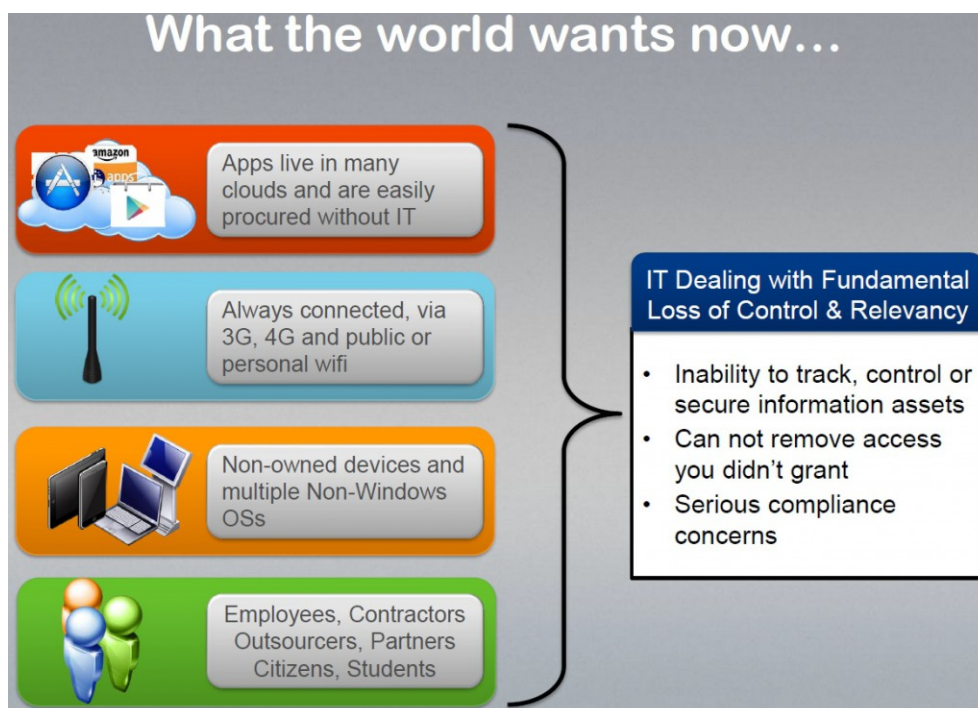 What the world wants now...
amazon
apps
Apps live in many
clouds and are easily
procured without IT
Always connected, via
3G, 4G and public or
personal wifi
Non-owned devices and
multiple Non-Windows
OSs
Employees, Contractors
Outsourcers, Partners
Citizens, Students
IT Dealing with Fundamental
Loss of Control & Relevancy
• Inability to track, control or
secure information assets
• Can not remove access
you didn't grant
• Serious compliance
concerns